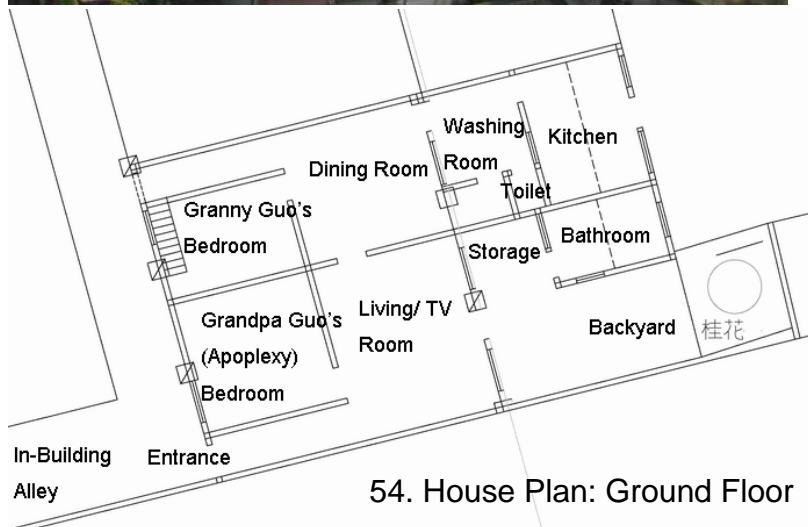 Washing
Room
Kitchen
Dining Room
Toilet
Granny Guo's
Bedroom
Storage
Bathroom
Grandpa Guo's
(Apoplexy)
Bedroom
Living/ TV
Room
Backyard
桂花
In-Building
Alley
Entrance
54. House Plan: Ground Floor